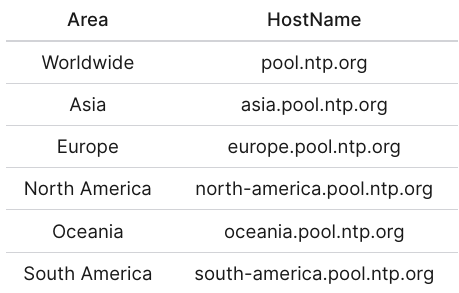 Area HostName
Worldwide pool.ntp.org
Asia asia.pool.ntp.org
Europe europe.pool.ntp.org
North America north-america.pool.ntp.org
Oceania oceania.pool.ntp.org
South America south-america.pool.ntp.org